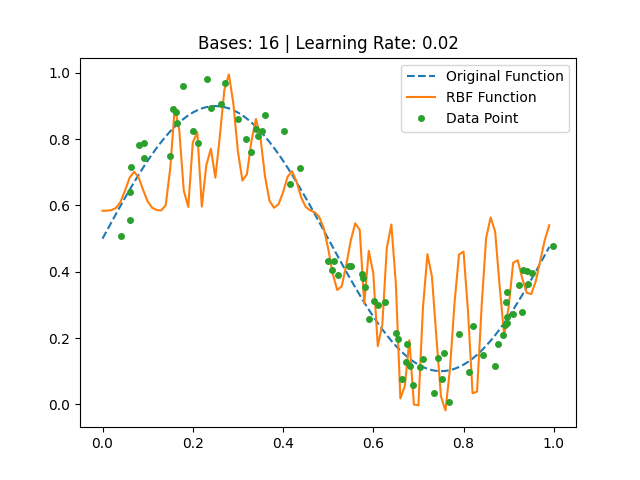 Bases: 16 | Learning Rate: 0.02
Original Function
RBF Function
Data Point
1.0
0.8
0.6
0.4
0.2
0.0
0.0 0.2 0.4 0.6 0.8 1.0